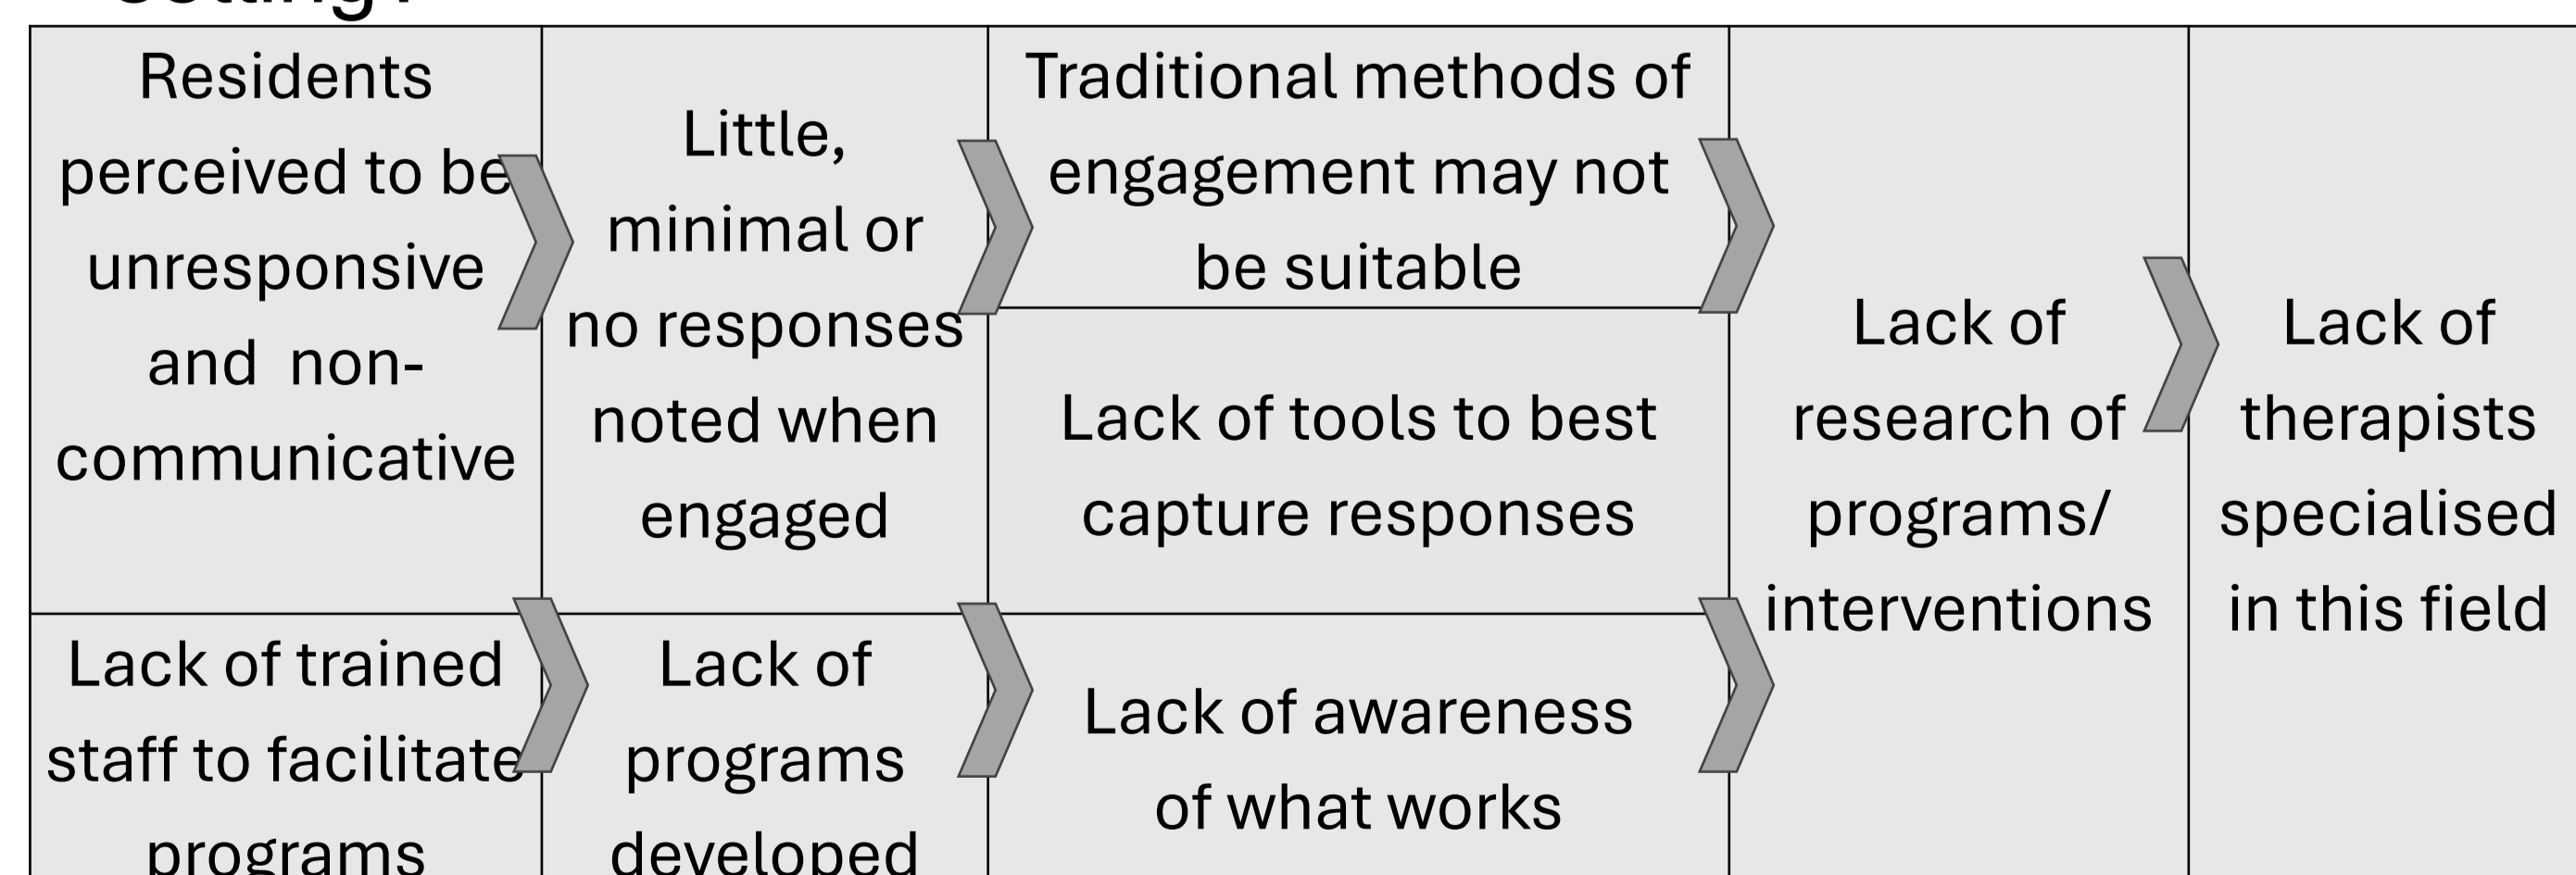 setting?
Residents
perceived to be
unresponsive
and non-
communicative
Little,
minimal or
no responses
noted when
engaged
Traditional methods of
engagement may not
be suitable
Lack of tools to best
capture responses
Lack of
research of
programs/
interventions
Lack of
therapists
specialised
in this field
Lack of trained
staff to facilitate
programs
Lack of
programs
developed
Lack of awareness
of what works